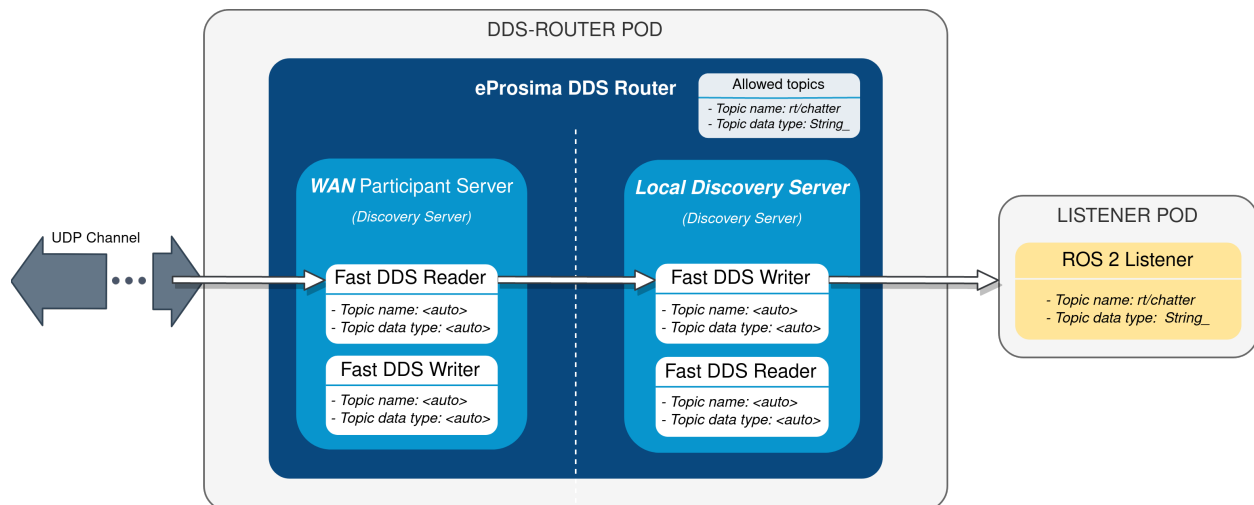 DDS-ROUTER POD
eProsima DDS Router
Allowed topics
- Topic name: rt/chatter
- Topic data type: String_
WAN Participant Server
(Discovery Server)
Local Discovery Server
(Discovery Server)
UDP Channel
Fast DDS Reader
- Topic name: <auto>
- Topic data type: <auto>
Fast DDS Writer
- Topic name: <auto>
- Topic data type: <auto>
Fast DDS Writer
- Topic name: <auto>
- Topic data type: <auto>
Fast DDS Reader
- Topic name: <auto>
- Topic data type: <auto>
LISTENER POD
ROS 2 Listener
- Topic name: rt/chatter
- Topic data type:  String_